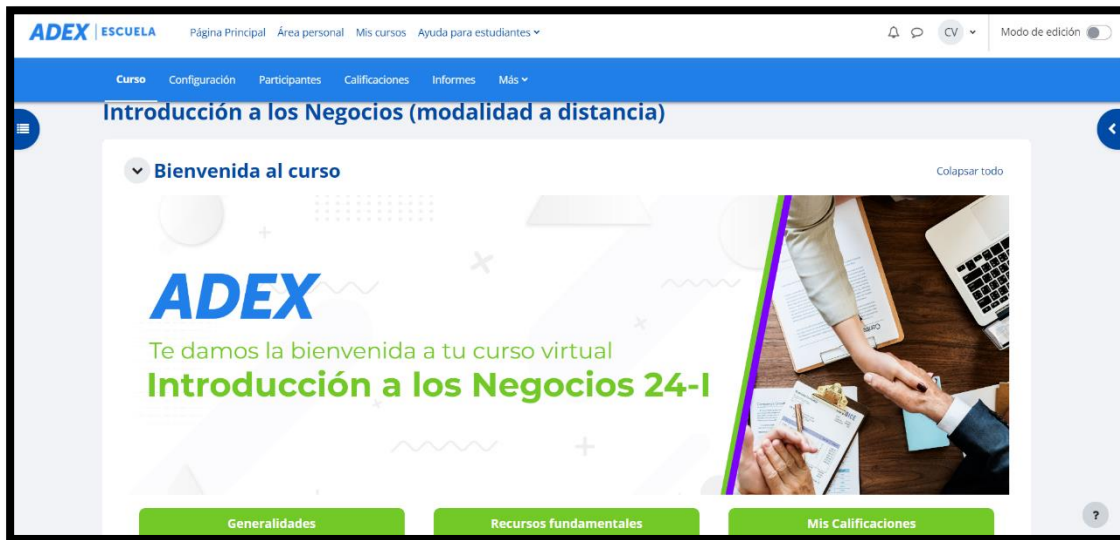 ADEX ESCUELA Página Principal Área personal Mis cursos Ayuda para estudiantes CV Modo de edición
Curso Configuración Participantes Calificaciones Informes Más
Introducción a los Negocios (modalidad a distancia)
Bienvenida al curso Colapsar todo
ADEX
Te damos la bienvenida a tu curso virtual
Introducción a los Negocios 24-I
Generalidades Recursos fundamentales Mis Calificaciones
?